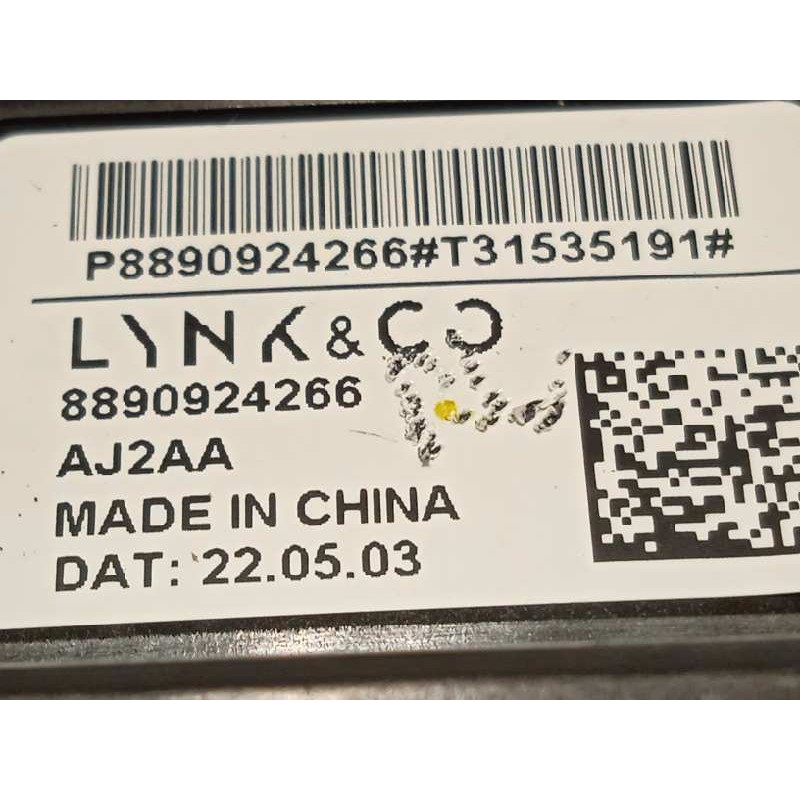 P8890924266#T31535191#
LYNK & CO
8890924266
AJ2AA
MADE IN CHINA
DAT: 22.05.03